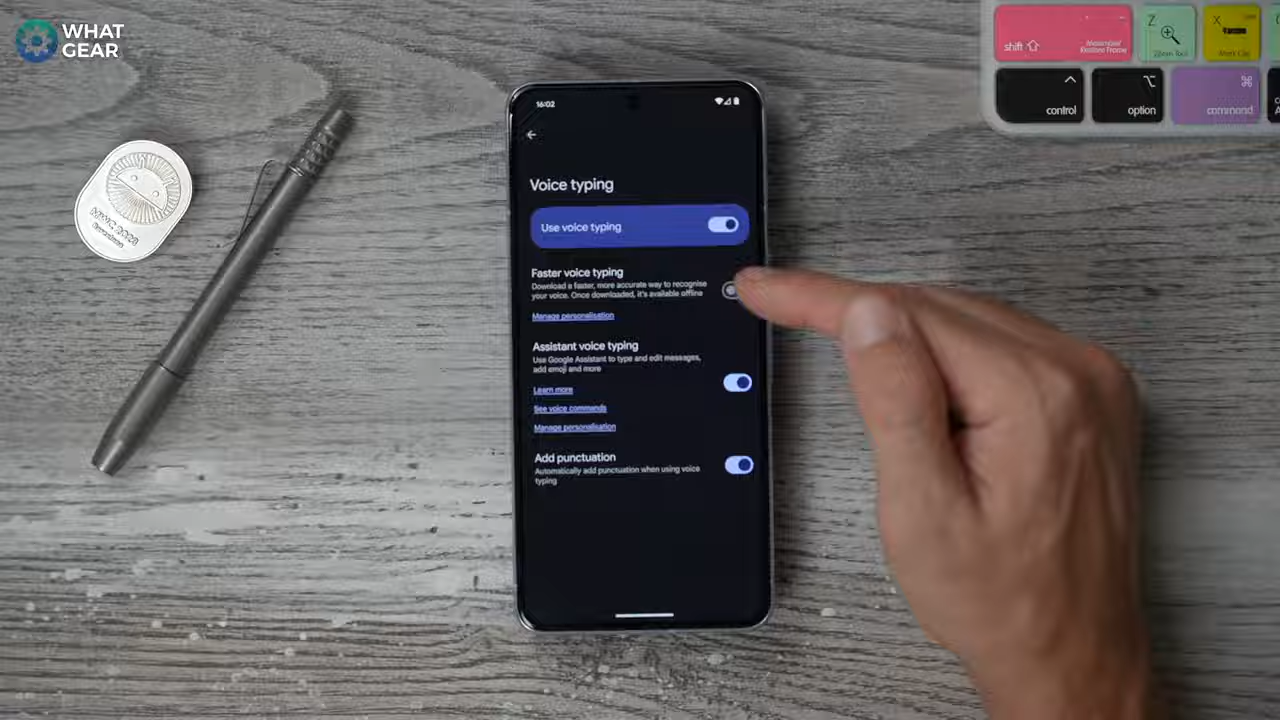 WHAT
GEAR
shift
Z
Zoom Tool
X
control
option
command
16:02
Voice typing
Use voice typing
Faster voice typing
Download a faster, more accurate way to recognise
your voice. Once downloaded, it's available offline
Manage personalisation
Assistant voice typing
Use Google Assistant to type and edit messages,
add emoji and more
Learn more
See voice commands
Manage personalisation
Add punctuation
Automatically add punctuation when using voice
typing